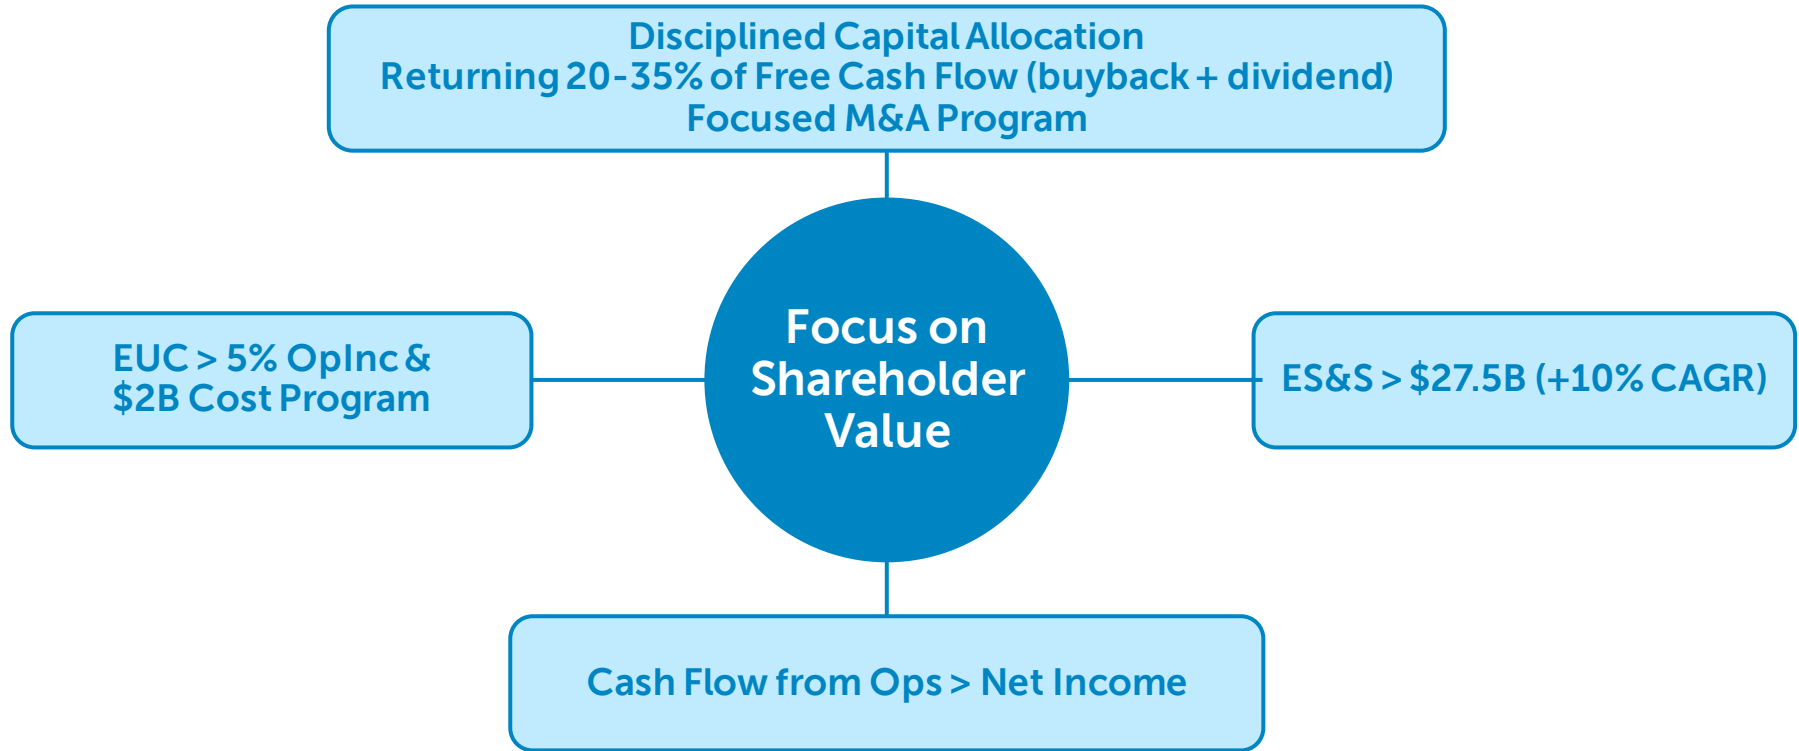 Disciplined Capital Allocation
Returning 20-35% of Free Cash Flow (buyback + dividend)
Focused M&A Program
EUC > 5% OpInc &
$2B Cost Program
Focus on
Shareholder
Value
ES&S > $27.5B (+10% CAGR)
Cash Flow from Ops > Net Income